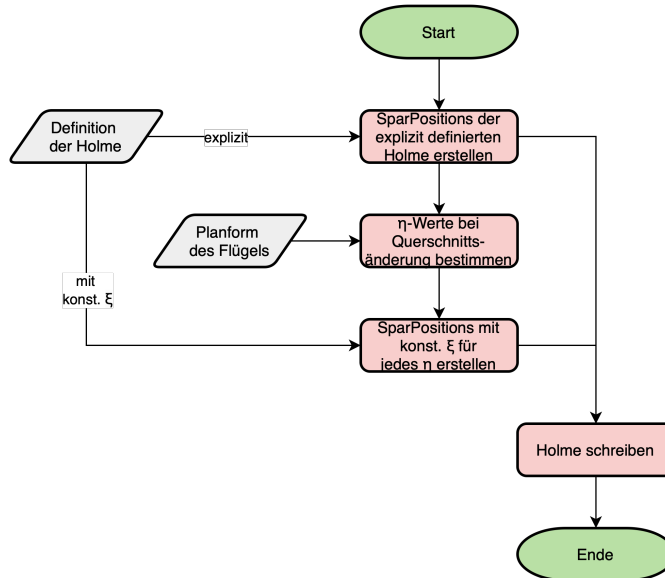 Start
Definition
der Holme
explizit
SparPositions der
explizit definierten
Holme erstellen
Planform
des Flügels
η-Werte bei
Querschnitts-
änderung bestimmen
mit
konst. ξ
SparPositions mit
konst. ξ für
jedes η erstellen
Holme schreiben
Ende